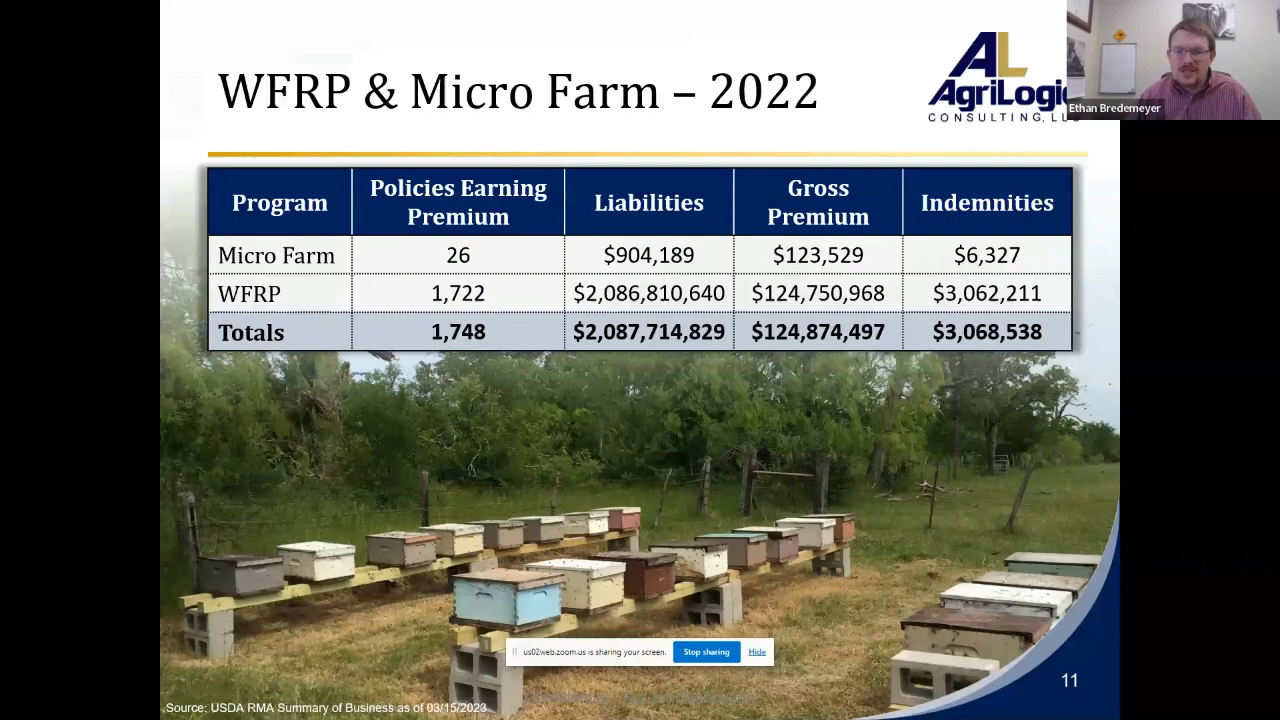 WFRP & Micro Farm – 2022
AL
AgriLogic
CONSULTING, LLC
Ethan Bredemeyer
Program
Policies Earning Premium
Liabilities
Gross Premium
Indemnities
Micro Farm 26 $904,189 $123,529 $6,327
WFRP 1,722 $2,086,810,640 $124,750,968 $3,062,211
Totals 1,748 $2,087,714,829 $124,874,497 $3,068,538
us02web.zoom.us is sharing your screen. Stop sharing Hide
11
Source: USDA RMA Summary of Business as of 03/15/2023